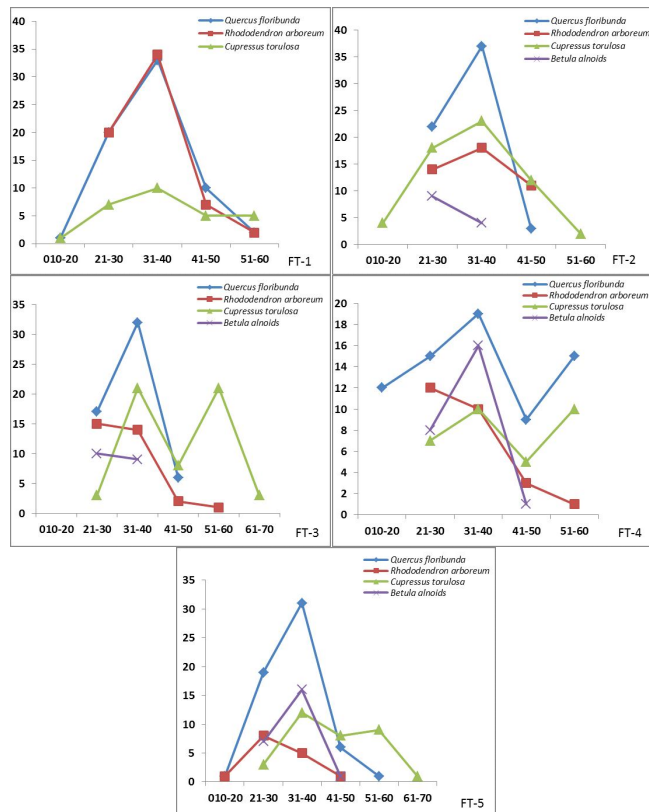 Quercus floribunda
Rhododendron arboreum
Cupressus torulosa
40
35
30
25
20
15
10
5
0
010-20 21-30 31-40 41-50 51-60
FT-1
Quercus floribunda
Rhododendron arboreum
Cupressus torulosa
Betula alnoids
40
35
30
25
20
15
10
5
0
010-20 21-30 31-40 41-50 51-60
FT-2
Quercus floribunda
Rhododendron arboreum
Cupressus torulosa
Betula alnoids
35
30
25
20
15
10
5
0
010-20 21-30 31-40 41-50 51-60 61-70
FT-3
Quercus floribunda
Rhododendron arboreum
Cupressus torulosa
Betula alnoids
20
18
16
14
12
10
8
6
4
2
0
010-20 21-30 31-40 41-50 51-60
FT-4
Quercus floribunda
Rhododendron arboreum
Cupressus torulosa
Betula alnoids
35
30
25
20
15
10
5
0
010-20 21-30 31-40 41-50 51-60 61-70
FT-5